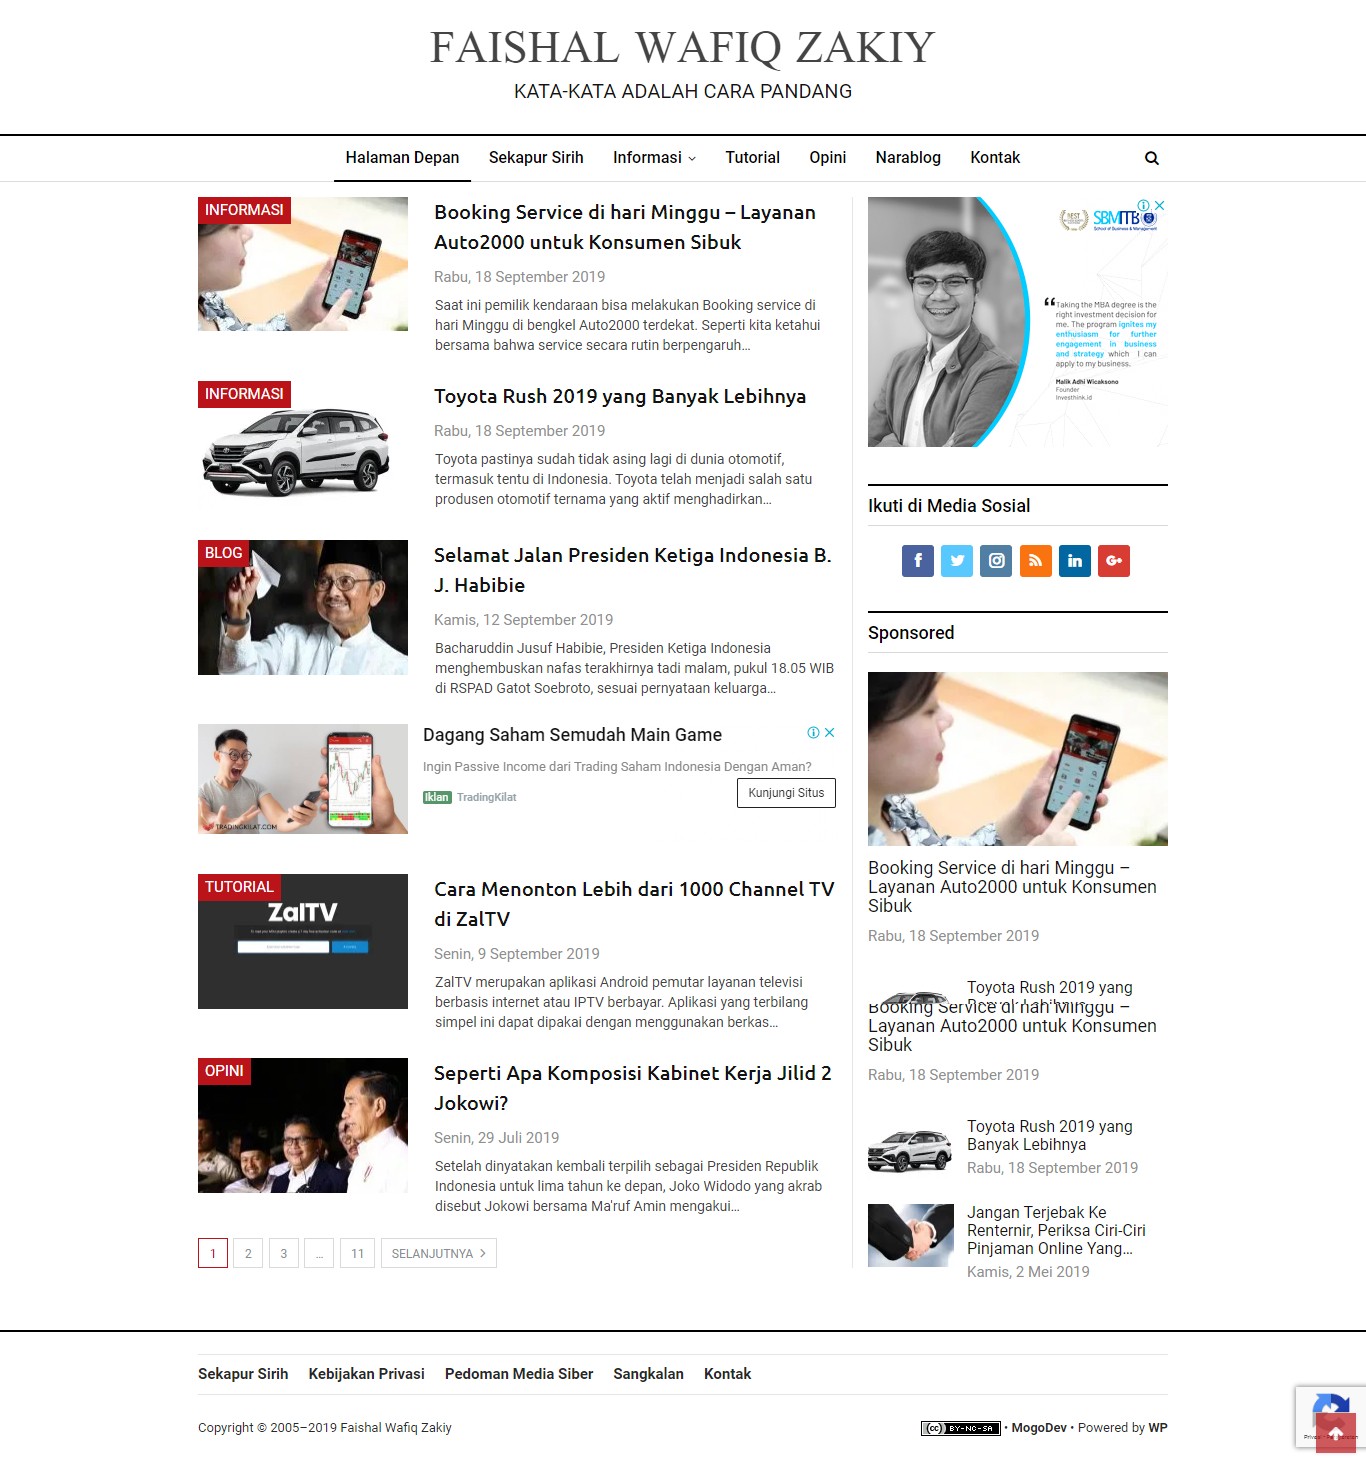 FAISHAL WAFIQ ZAKIY
KATA-KATA ADALAH CARA PANDANG
Halaman Depan
Sekapur Sirih
Informasi
Tutorial
Opini
Narablog
Kontak
INFORMASI
Booking Service di hari Minggu – Layanan
Auto2000 untuk Konsumen Sibuk
Rabu, 18 September 2019
Saat ini pemilik kendaraan bisa melakukan Booking service di
hari Minggu di bengkel Auto2000 terdekat. Seperti kita ketahui
bersama bahwa service secara rutin berpengaruh…
INFORMASI
Toyota Rush 2019 yang Banyak Lebihnya
Rabu, 18 September 2019
Toyota pastinya sudah tidak asing lagi di dunia otomotif,
termasuk tentu di Indonesia. Toyota telah menjadi salah satu
produsen otomotif ternama yang aktif menghadirkan…
BLOG
Selamat Jalan Presiden Ketiga Indonesia B.
J. Habibie
Kamis, 12 September 2019
Bacharuddin Jusuf Habibie, Presiden Ketiga Indonesia
menghembuskan nafas terakhirnya tadi malam, pukul 18.05 WIB
di RSPAD Gatot Soebroto, sesuai pernyataan keluarga…
TRADINGKILAT.COM
Dagang Saham Semudah Main Game
Ingin Passive Income dari Trading Saham Indonesia Dengan Aman?
Iklan TradingKilat
Kunjungi Situs
TUTORIAL
ZalTV
Cara Menonton Lebih dari 1000 Channel TV
di ZalTV
Senin, 9 September 2019
ZalTV merupakan aplikasi Android pemutar layanan televisi
berbasis internet atau IPTV berbayar. Aplikasi yang terbilang
simpel ini dapat dipakai dengan menggunakan berkas…
OPINI
Seperti Apa Komposisi Kabinet Kerja Jilid 2
Jokowi?
Senin, 29 Juli 2019
Setelah dinyatakan kembali terpilih sebagai Presiden Republik
Indonesia untuk lima tahun ke depan, Joko Widodo yang akrab
disebut Jokowi bersama Ma'ruf Amin mengakui…
1 2 3 … 11 SELANJUTNYA
SBMITB
School of Business & Management
“Taking the MBA degree is the
right investment decision for
me. The program ignites my
enthusiasm for further
engagement in business
and strategy which I can
apply to my business.
Malik Adhi Wicaksono
Founder
Investhink.id
Ikuti di Media Sosial
Sponsored
Booking Service di hari Minggu –
Layanan Auto2000 untuk Konsumen
Sibuk
Rabu, 18 September 2019
Toyota Rush 2019 yang
Booking Service di hari Minggu –
Layanan Auto2000 untuk Konsumen
Sibuk
Rabu, 18 September 2019
Toyota Rush 2019 yang
Banyak Lebihnya
Rabu, 18 September 2019
Jangan Terjebak Ke
Renternir, Periksa Ciri-Ciri
Pinjaman Online Yang…
Kamis, 2 Mei 2019
Sekapur Sirih
Kebijakan Privasi
Pedoman Media Siber
Sangkalan
Kontak
Copyright © 2005–2019 Faishal Wafiq Zakiy
(cc) BY-NC-SA • MogoDev • Powered by WP